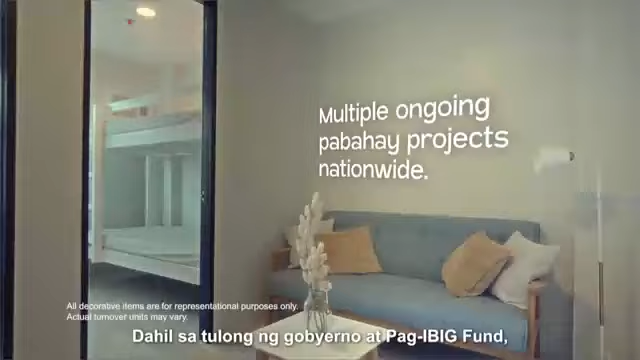 Multiple ongoing
pabahay projects
nationwide.
All decorative items are for representational purposes only.
Actual turnover units may vary.
Dahil sa tulong ng gobyerno at Pag-IBIG Fund,